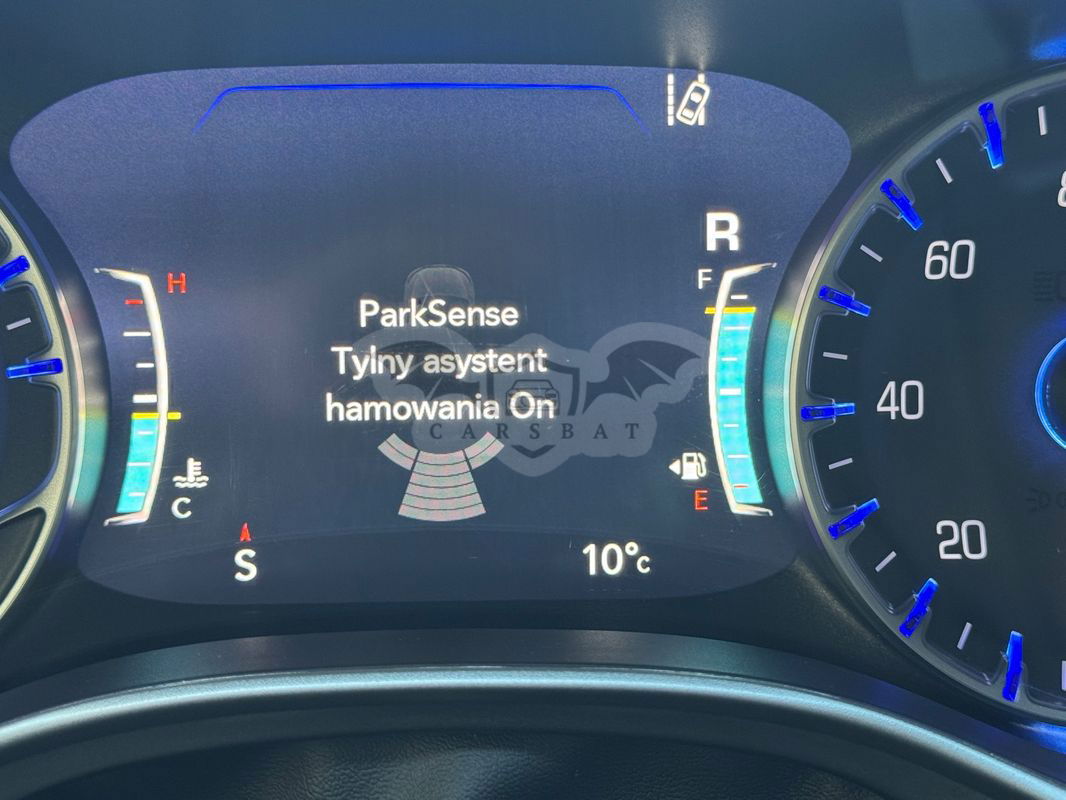 R
H
F
60
ParkSense
Tylny asystent
hamowania On
40
CARSBAT
E
C
20
S
10°C